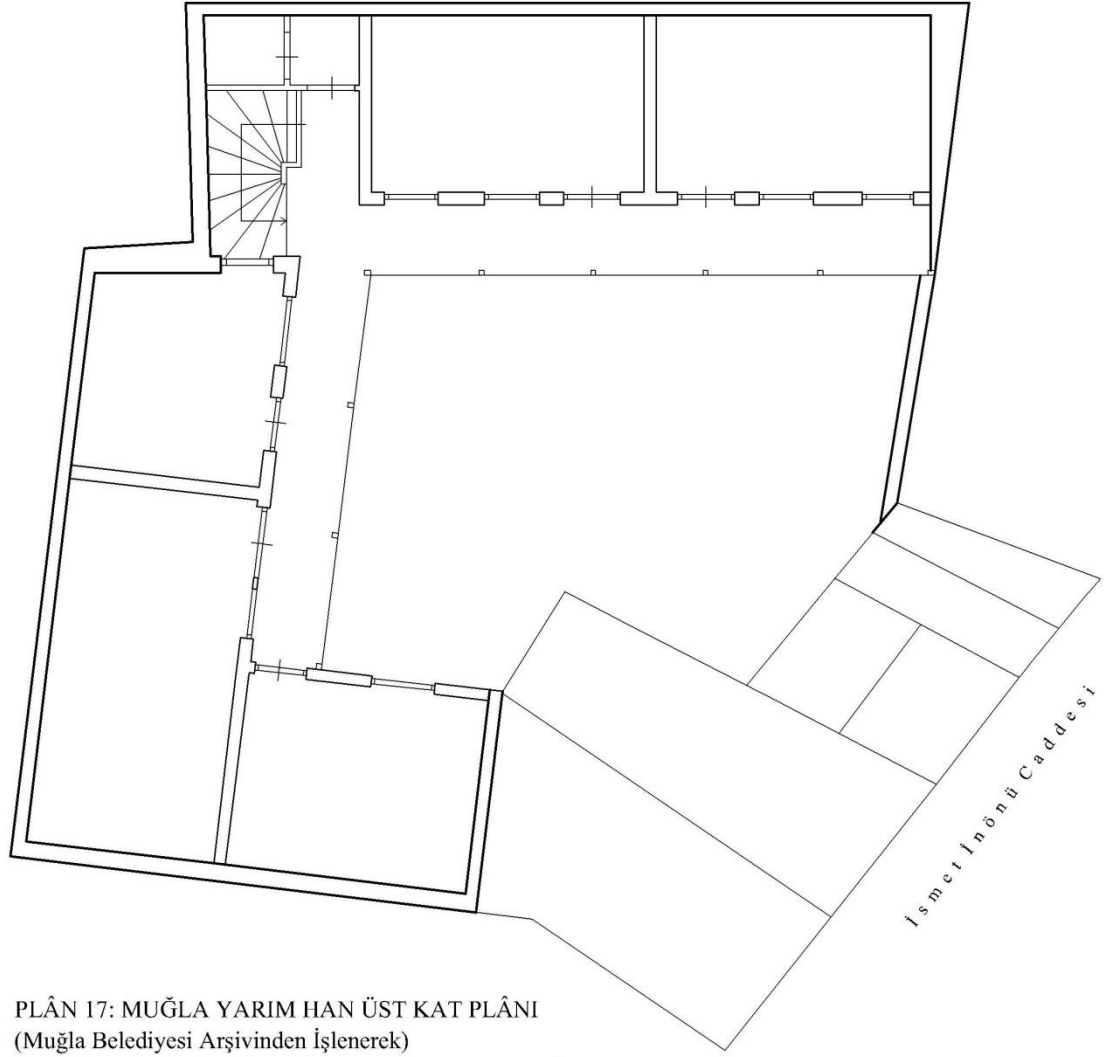 İsmet İnönü Caddesi
PLÂN 17: MUĞLA YARIM HAN ÜST KAT PLÂNI
(Muğla Belediyesi Arşivinden İşlenerek)